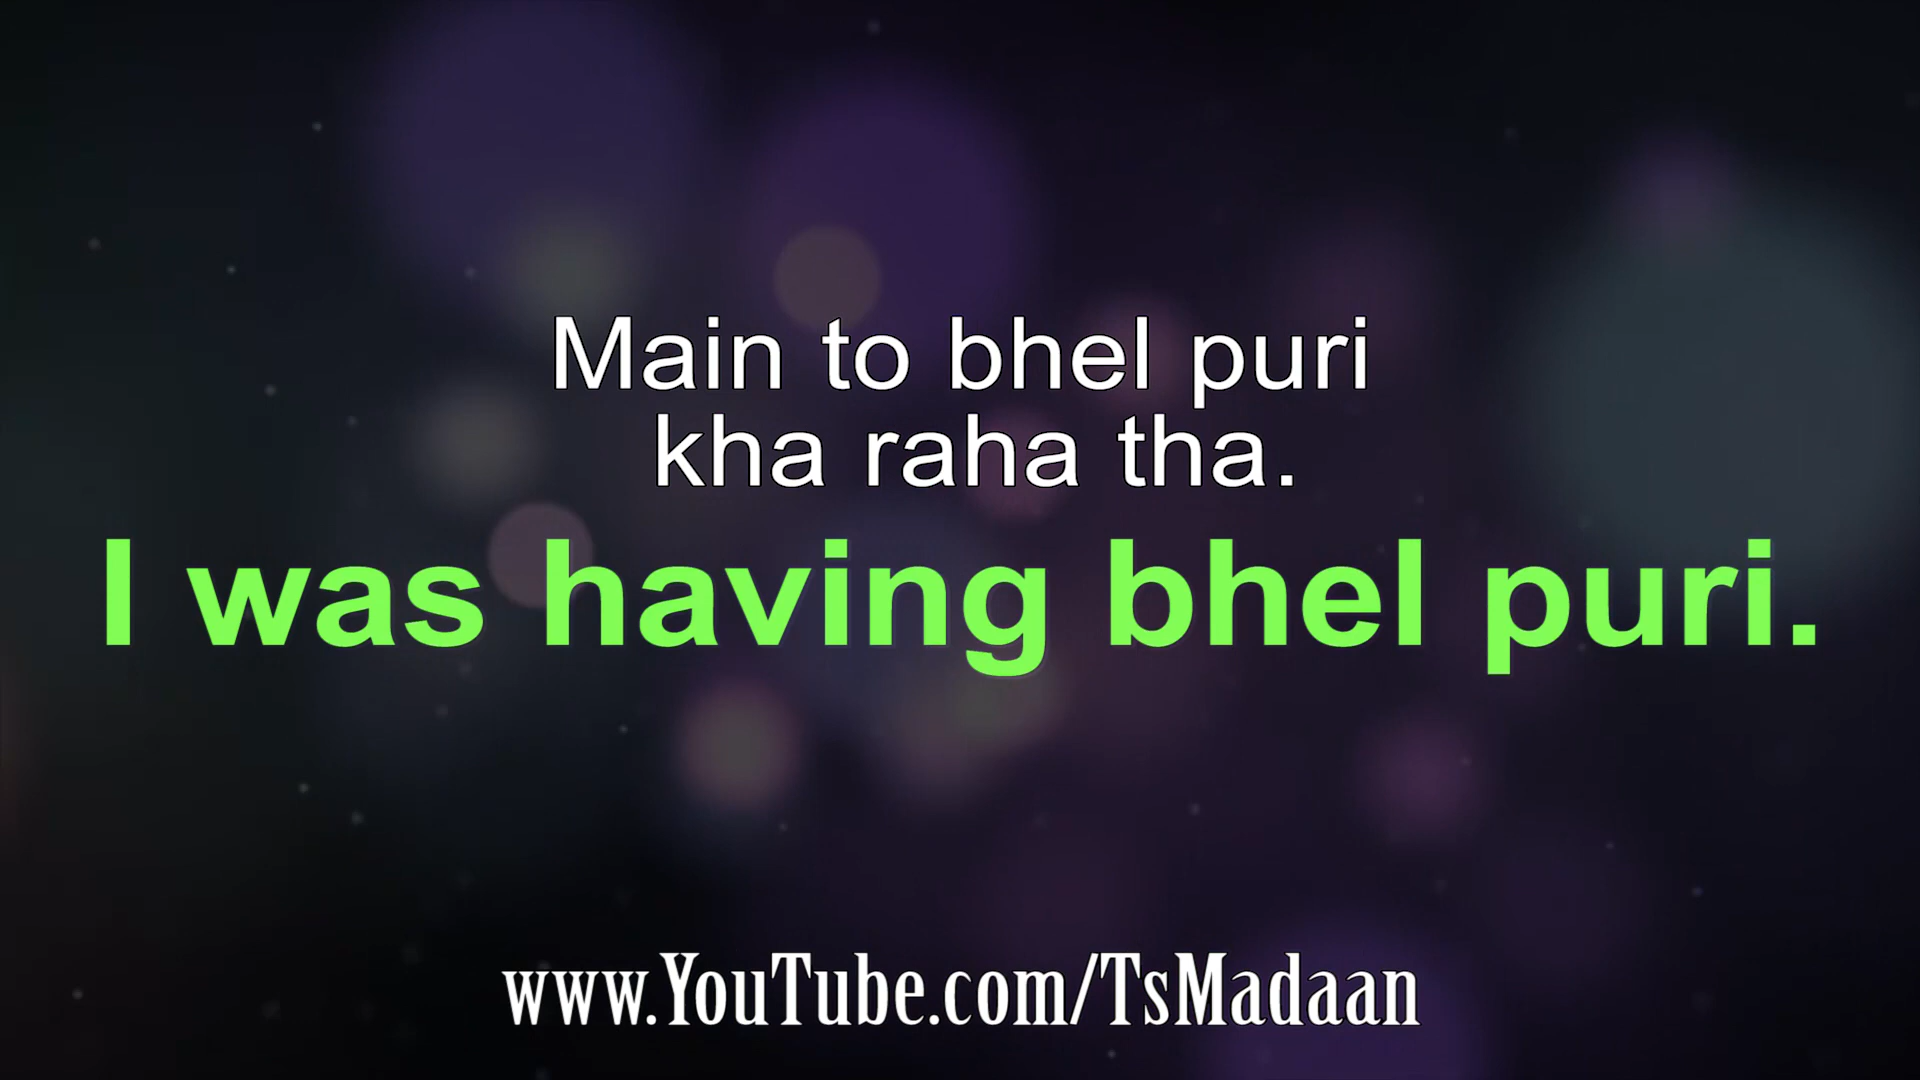 Main to bhel puri
kha raha tha.
I was having bhel puri.
www.YouTube.com/TsMadaan